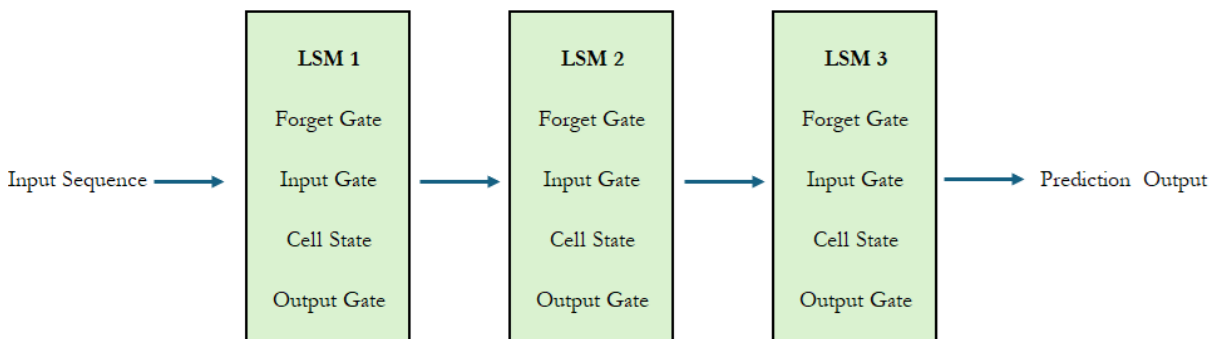 LSM 1
Forget Gate
Input Gate
Cell State
Output Gate
LSM 2
Forget Gate
Input Gate
Cell State
Output Gate
LSM 3
Forget Gate
Input Gate
Cell State
Output Gate
Input Sequence
Prediction Output